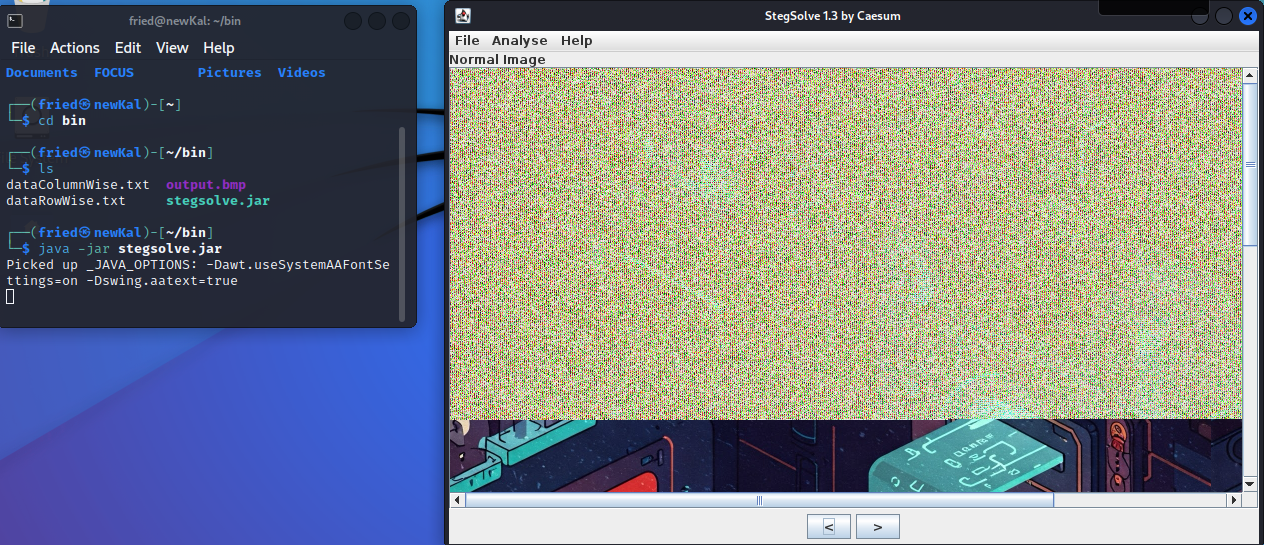 fried@newKal: ~/bin
File Actions Edit View Help
Documents FOCUS Pictures Videos
┌──(fried㉿newKal)-[~]
└─$ cd bin
┌──(fried㉿newKal)-[~/bin]
└─$ ls
dataColumnWise.txt output.bmp
dataRowWise.txt stegsolve.jar
┌──(fried㉿newKal)-[~/bin]
└─$ java -jar stegsolve.jar
Picked up _JAVA_OPTIONS: -Dawt.useSystemAAFontSe
ttings=on -Dswing.aatext=true
StegSolve 1.3 by Caesum
File Analyse Help
Normal Image
< >